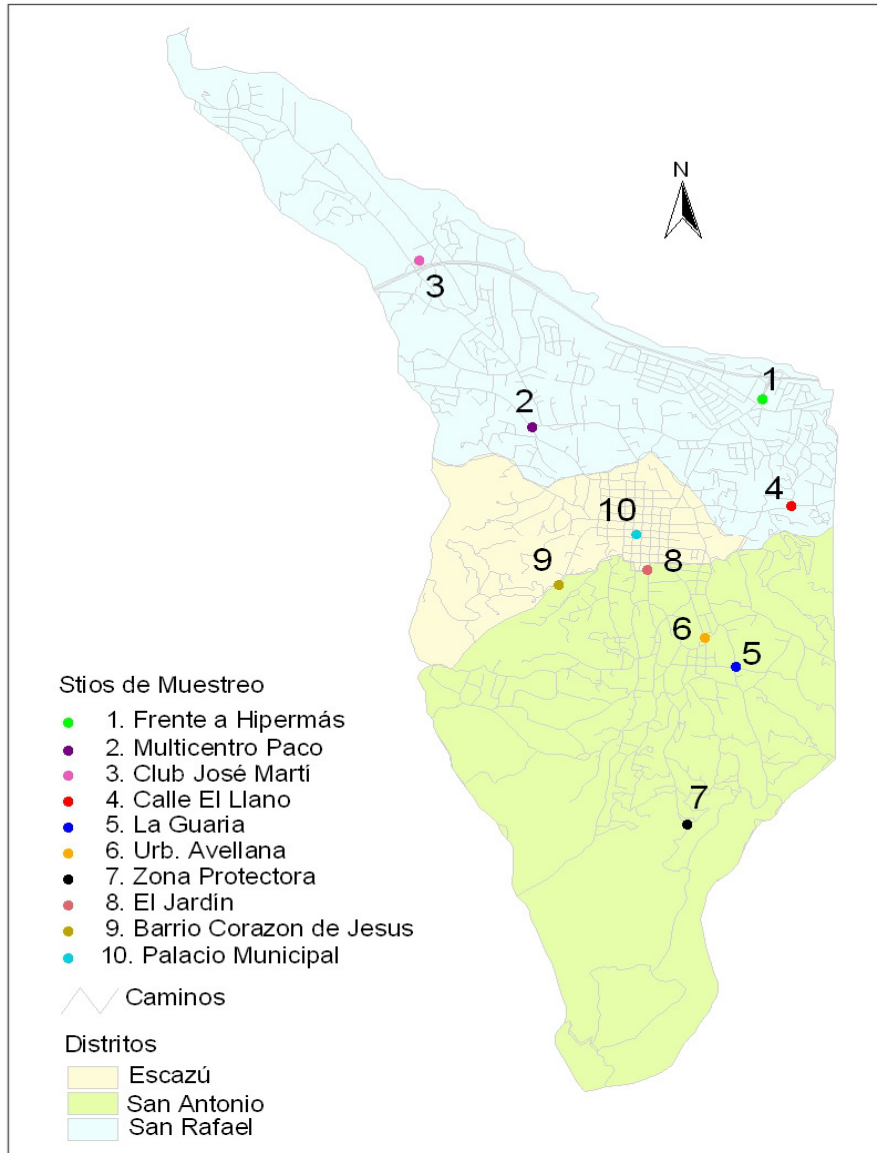 N
3
1
2
4
10
9
8
6
5
7
Stios de Muestreo
1. Frente a Hipermás
2. Multicentro Paco
3. Club José Martí
4. Calle El Llano
5. La Guaria
6. Urb. Avellana
7. Zona Protectora
8. El Jardín
9. Barrio Corazon de Jesus
10. Palacio Municipal
Caminos
Distritos
Escazú
San Antonio
San Rafael